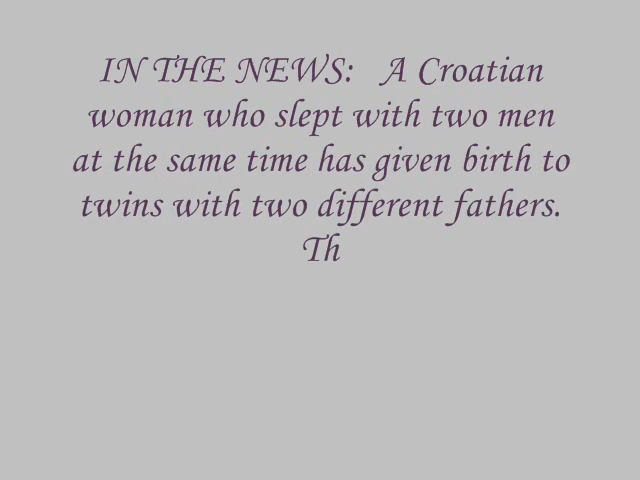 IN THE NEWS:   A Croatian
woman who slept with two men
at the same time has given birth to
twins with two different fathers.
Th